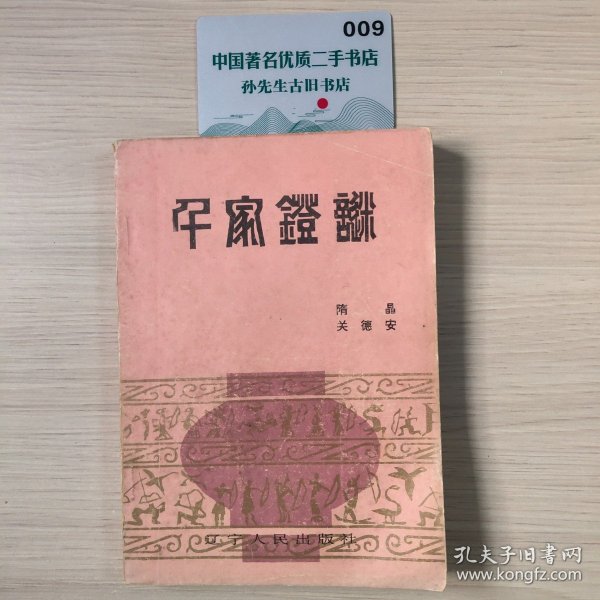 009
中国著名优质二手书店
孙先生古旧书店
千家鐙謎
隋晶
关德安
辽宁人民出版社
孔夫子旧书网
www.kongfz.com